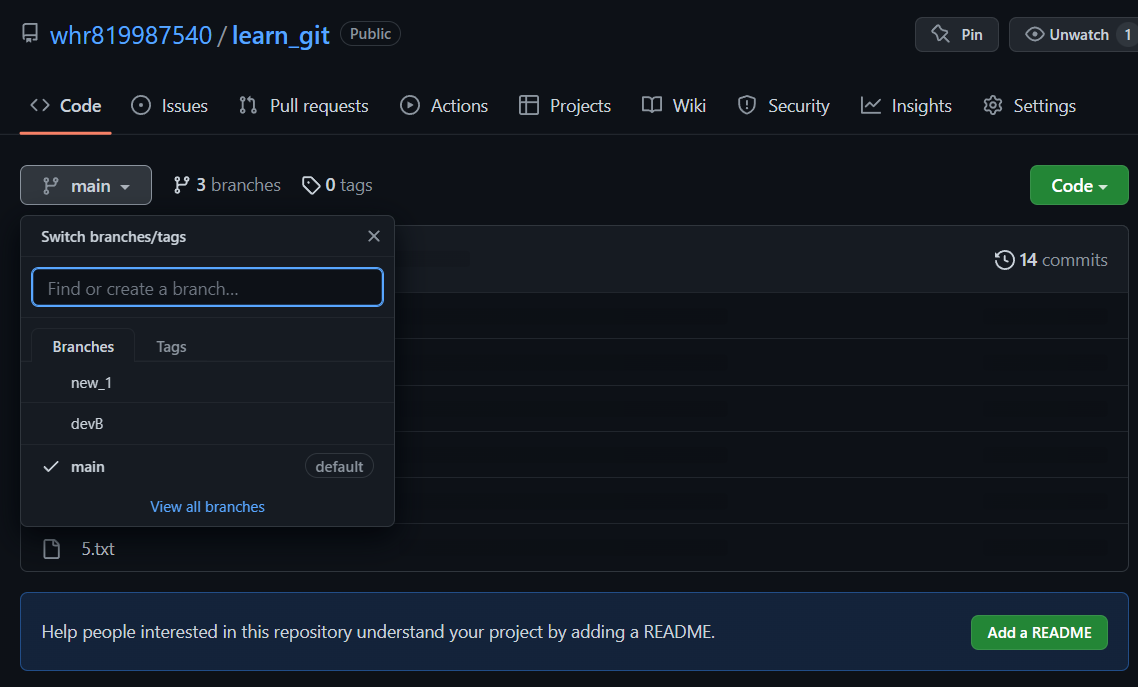 whr819987540 / learn_git Public Pin Unwatch 1
Code Issues Pull requests Actions Projects Wiki Security Insights Settings
main 3 branches 0 tags Code
Switch branches/tags
14 commits
Find or create a branch...
Branches Tags
new_1
devB
main default
View all branches
5.txt
Help people interested in this repository understand your project by adding a README. Add a README